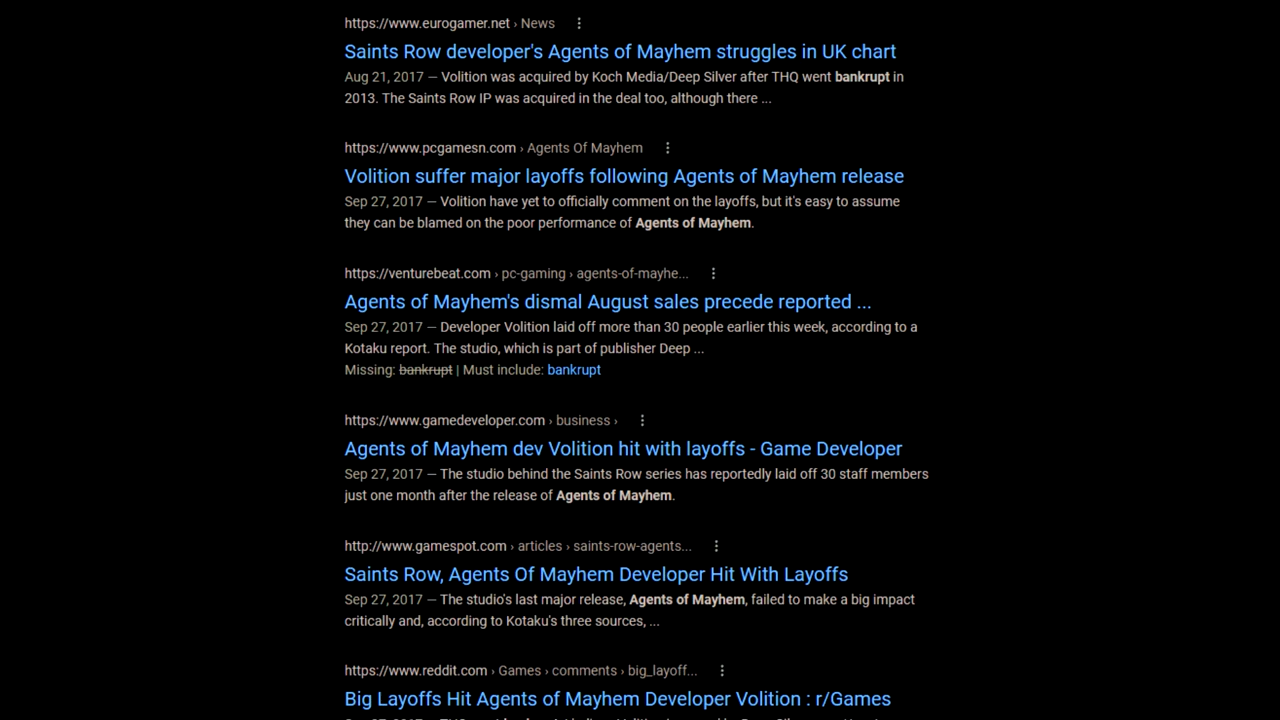 https://www.eurogamer.net › News
Saints Row developer's Agents of Mayhem struggles in UK chart
Aug 21, 2017 — Volition was acquired by Koch Media/Deep Silver after THQ went bankrupt in
2013. The Saints Row IP was acquired in the deal too, although there ...
https://www.pcgamesn.com › Agents Of Mayhem
Volition suffer major layoffs following Agents of Mayhem release
Sep 27, 2017 — Volition have yet to officially comment on the layoffs, but it's easy to assume
they can be blamed on the poor performance of Agents of Mayhem.
https://venturebeat.com › pc-gaming › agents-of-mayhe...
Agents of Mayhem's dismal August sales precede reported ...
Sep 27, 2017 — Developer Volition laid off more than 30 people earlier this week, according to a
Kotaku report. The studio, which is part of publisher Deep ...
Missing: bankrupt | Must include: bankrupt
https://www.gamedeveloper.com › business ›
Agents of Mayhem dev Volition hit with layoffs - Game Developer
Sep 27, 2017 — The studio behind the Saints Row series has reportedly laid off 30 staff members
just one month after the release of Agents of Mayhem.
http://www.gamespot.com › articles › saints-row-agents...
Saints Row, Agents Of Mayhem Developer Hit With Layoffs
Sep 27, 2017 — The studio's last major release, Agents of Mayhem, failed to make a big impact
critically and, according to Kotaku's three sources, ...
https://www.reddit.com › Games › comments › big_layoff...
Big Layoffs Hit Agents of Mayhem Developer Volition : r/Games